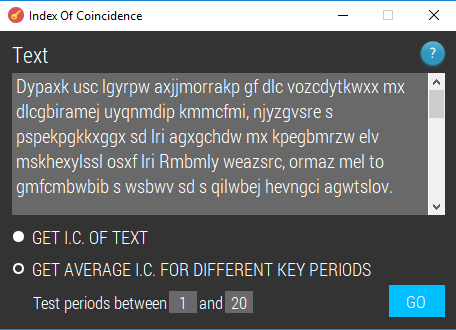 Index Of Coincidence
Text
?
Dypaxk usc lgyrpw axjjmorrakp gf dlc vozcdytkwxx mx
dlcgbiramej uyqnmdip kmmcfmi, njyzgvsre s
pspekpgkkxggx sd lri agxgchdw mx kpegbmrzw elv
mskhexylssl osxf lri Rmbmly weazsrc, ormaz mel to
gmfcmbwbib s wsbwv sd s qilwbej hevngci agwtslov.
GET I.C. OF TEXT
GET AVERAGE I.C. FOR DIFFERENT KEY PERIODS
Test periods between 1 and 20
GO